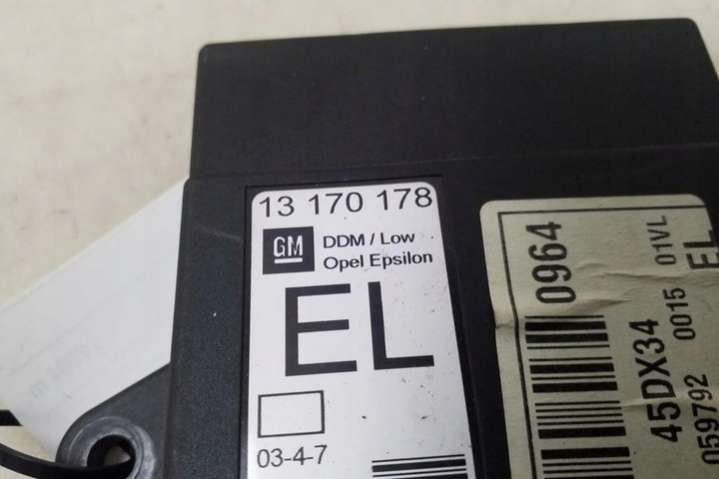 13 170 178
GM
DDM / Low
Opel Epsilon
EL
03-4-7
0964
45DX34
059792 0015 01VL
EL